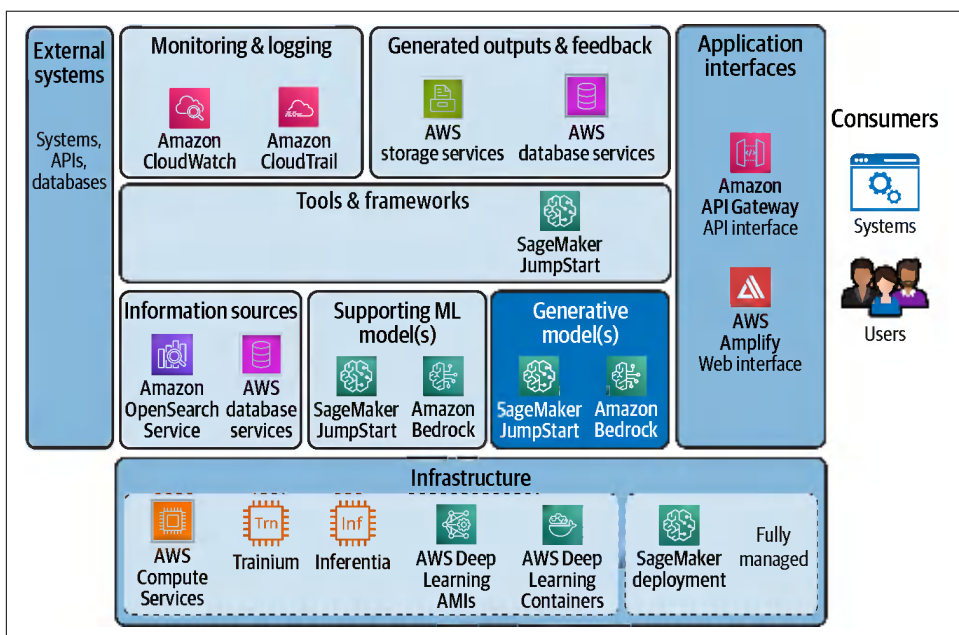 External
systems
Systems,
APIs,
databases
Monitoring & logging
Amazon
CloudWatch
Amazon
CloudTrail
Generated outputs & feedback
AWS
storage services
AWS
database services
Tools & frameworks
SageMaker
JumpStart
Information sources
Amazon
OpenSearch
Service
AWS
database
services
Supporting ML
model(s)
SageMaker
JumpStart
Amazon
Bedrock
Generative
model(s)
SageMaker
JumpStart
Amazon
Bedrock
Application
interfaces
Amazon
API Gateway
API interface
AWS
Amplify
Web interface
Consumers
Systems
Users
Infrastructure
AWS
Compute
Services
Trn
Trainium
Inf
Inferentia
AWS Deep
Learning
AMIs
AWS Deep
Learning
Containers
SageMaker
deployment
Fully
managed